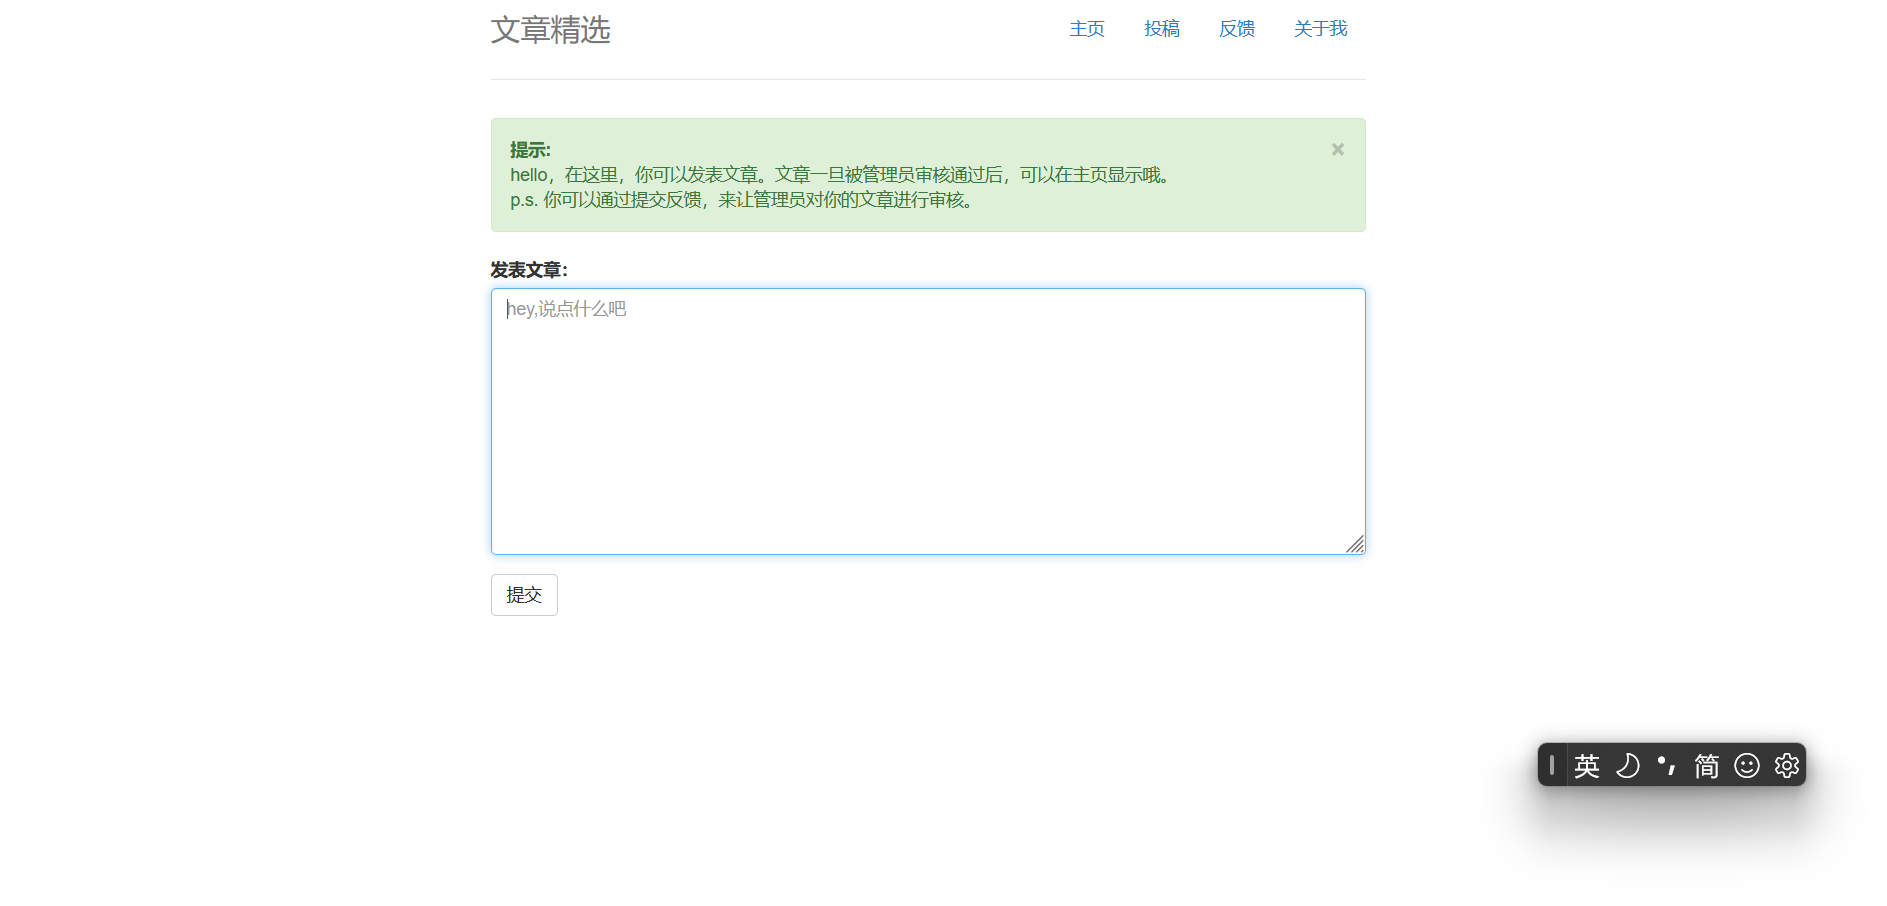 文章精选
主页 投稿 反馈 关于我
提示:
×
hello，在这里，你可以发表文章。文章一旦被管理员审核通过后，可以在主页显示哦。
p.s. 你可以通过提交反馈，来让管理员对你的文章进行审核。
发表文章：
hey,说点什么吧
提交
英 简